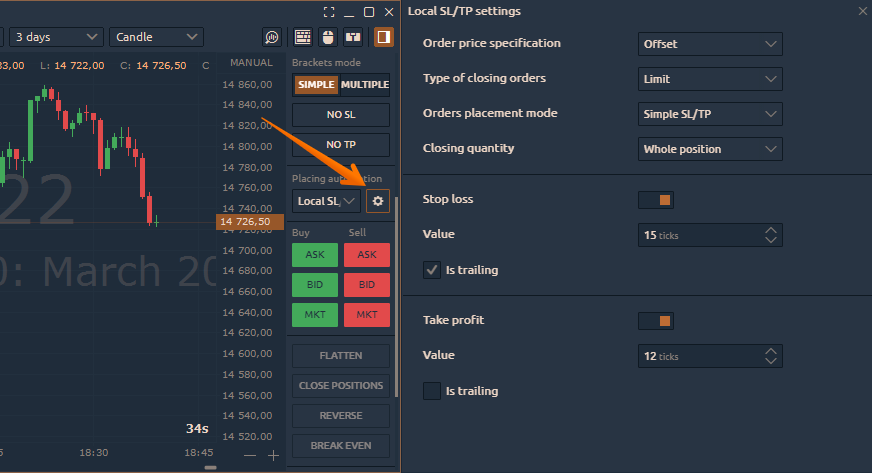 3 days
Candle
33,00 L: 14 722,00 C: 14 726,50 C
MANUAL
14 860,00
14 840,00
14 820,00
14 800,00
14 780,00
14 760,00
14 740,00
14 726,50
14 720,00
14 700,00
14 680,00
14 660,00
14 640,00
14 620,00
14 600,00
14 580,00
14 560,00
14 540,00
14 520,00
22
0: March 20
34s
18:30
18:45
Brackets mode
SIMPLE MULTIPLE
NO SL
NO TP
Placing automation
Local SL/
Buy Sell
ASK ASK
BID BID
MKT MKT
FLATTEN
CLOSE POSITIONS
REVERSE
BREAK EVEN
Local SL/TP settings
Order price specification Offset
Type of closing orders Limit
Orders placement mode Simple SL/TP
Closing quantity Whole position
Stop loss
Value 15 ticks
Is trailing
Take profit
Value 12 ticks
Is trailing